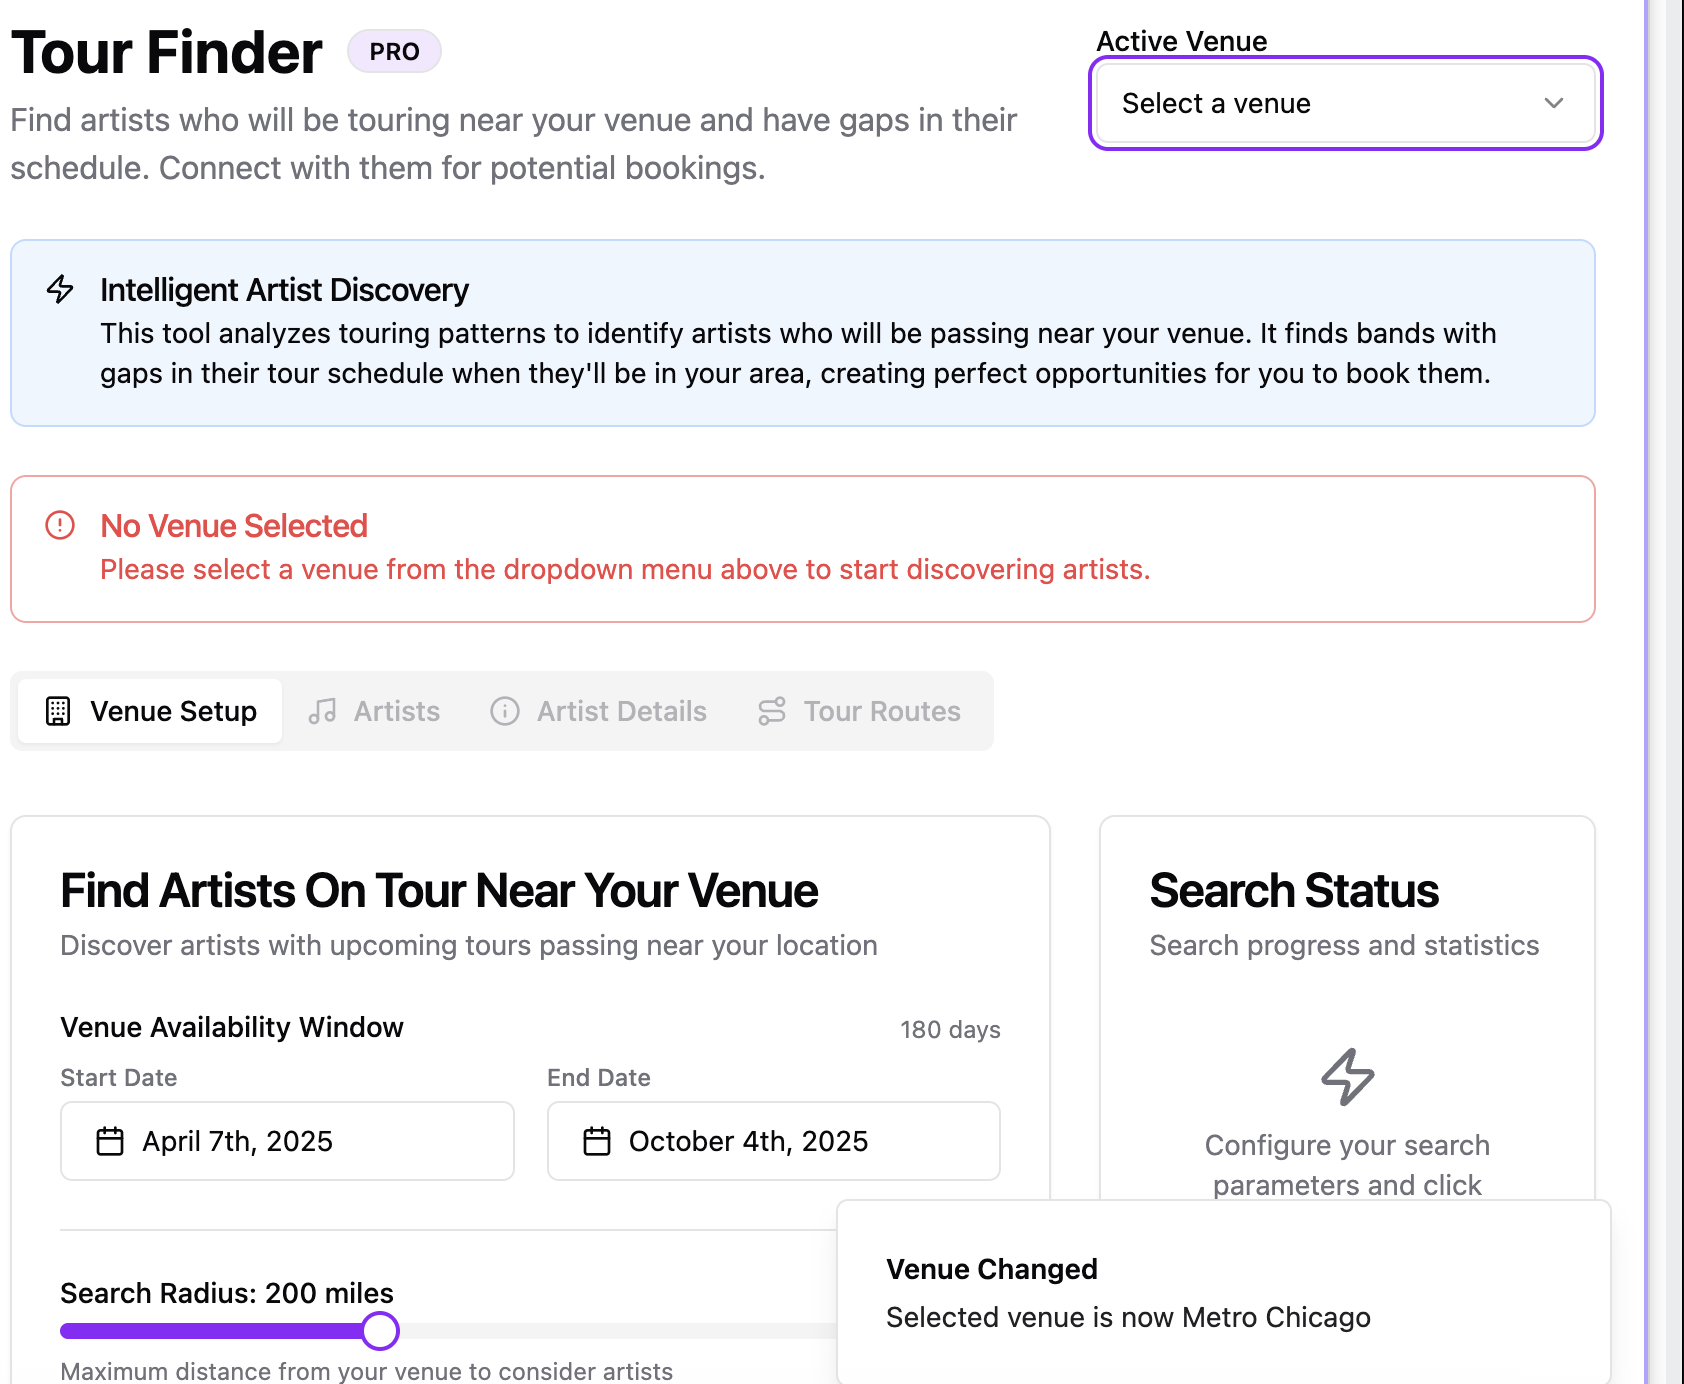 Tour Finder PRO
Find artists who will be touring near your venue and have gaps in their
schedule. Connect with them for potential bookings.
Active Venue
Select a venue
Intelligent Artist Discovery
This tool analyzes touring patterns to identify artists who will be passing near your venue. It finds bands with
gaps in their tour schedule when they'll be in your area, creating perfect opportunities for you to book them.
No Venue Selected
Please select a venue from the dropdown menu above to start discovering artists.
Venue Setup Artists Artist Details Tour Routes
Find Artists On Tour Near Your Venue
Discover artists with upcoming tours passing near your location
Venue Availability Window 180 days
Start Date End Date
April 7th, 2025 October 4th, 2025
Search Radius: 200 miles
Maximum distance from your venue to consider artists
Search Status
Search progress and statistics
Configure your search
parameters and click
Venue Changed
Selected venue is now Metro Chicago